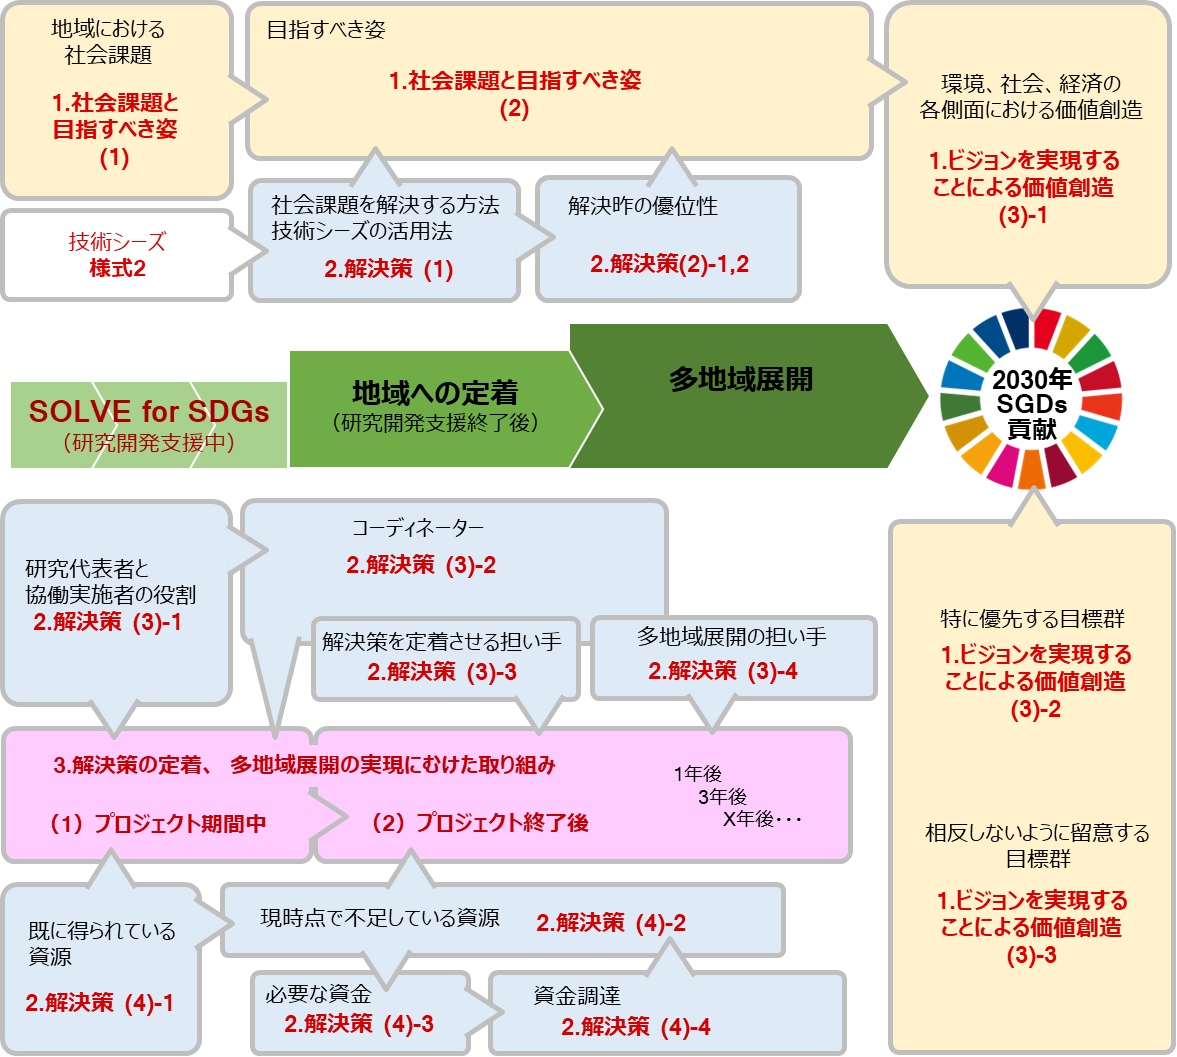 地域における
社会課題
1.社会課題と
目指すべき姿
(1)
目指すべき姿
1.社会課題と目指すべき姿
(2)
環境、社会、経済の
各側面における価値創造
1.ビジョンを実現する
ことによる価値創造
(3)-1
技術シーズ
様式2
社会課題を解決する方法
技術シーズの活用法
2.解決策 (1)
解決昨の優位性
2.解決策(2)-1,2
SOLVE for SDGs
（研究開発支援中）
地域への定着
（研究開発支援終了後）
多地域展開
2030年
SGDs
貢献
研究代表者と
協働実施者の役割
2.解決策 (3)-1
コーディネーター
2.解決策 (3)-2
解決策を定着させる担い手
2.解決策 (3)-3
多地域展開の担い手
2.解決策 (3)-4
3.解決策の定着、 多地域展開の実現にむけた取り組み
（1）プロジェクト期間中
（2）プロジェクト終了後
1年後
3年後
X年後・・・
既に得られている
資源
2.解決策 (4)-1
現時点で不足している資源
2.解決策 (4)-2
必要な資金
2.解決策 (4)-3
資金調達
2.解決策 (4)-4
特に優先する目標群
1.ビジョンを実現する
ことによる価値創造
(3)-2
相反しないように留意する
目標群
1.ビジョンを実現する
ことによる価値創造
(3)-3